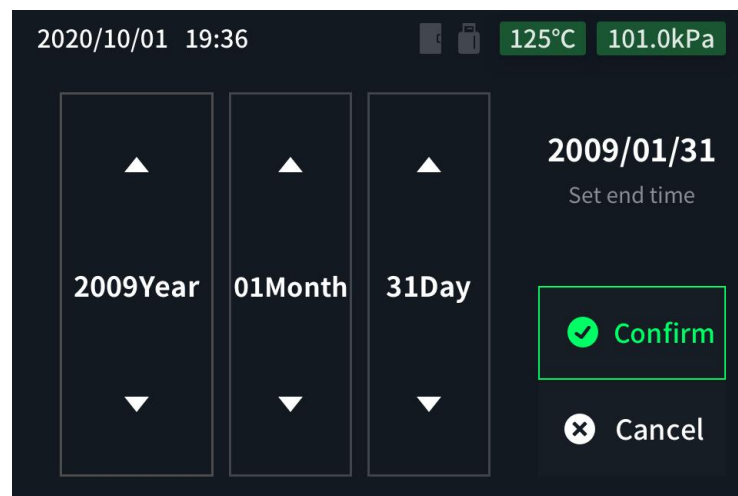 2020/10/01 19:36 125℃ 101.0kPa
2009/01/31
Set end time
2009Year 01Month 31Day
Confirm
Cancel